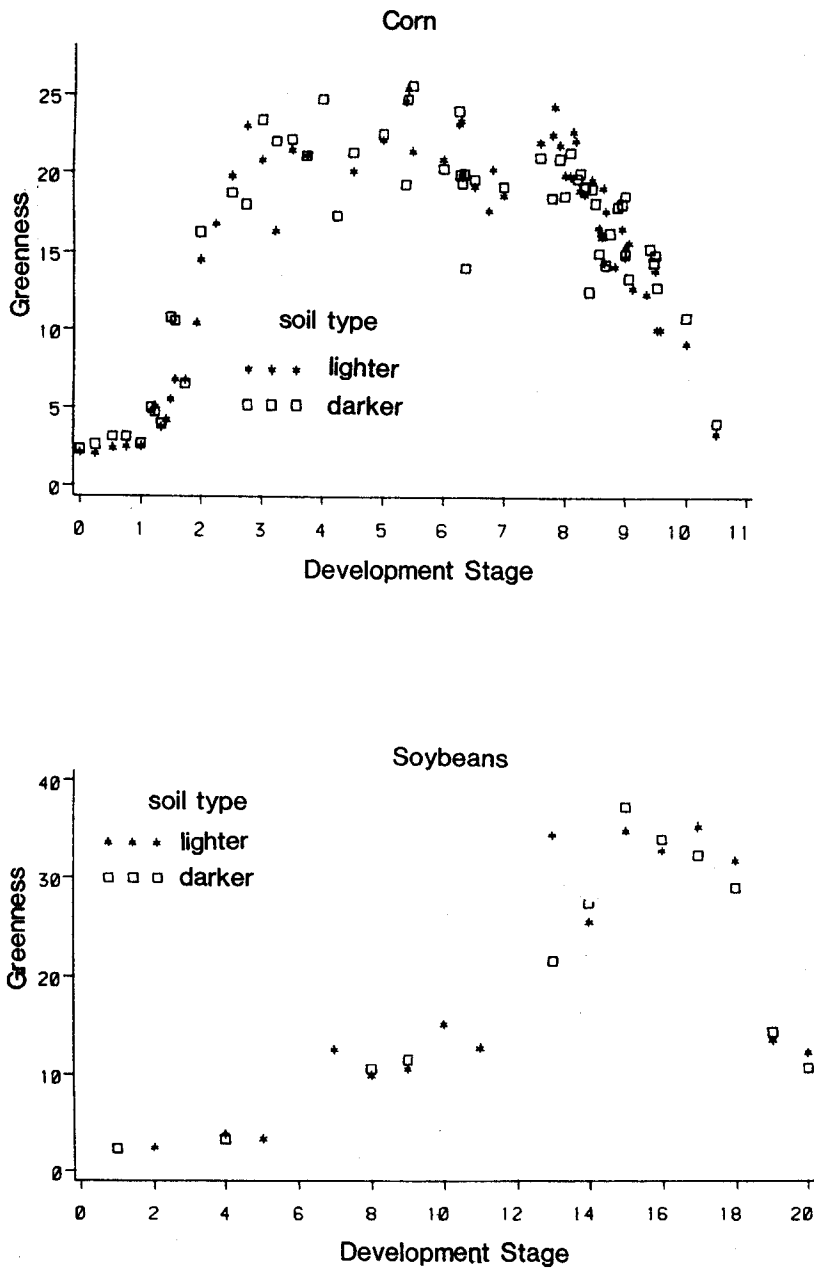 Corn
25
20
15
10
5
0
Greenness
soil type
lighter
darker
0 1 2 3 4 5 6 7 8 9 10 11
Development Stage
Soybeans
40
30
20
10
0
Greenness
soil type
lighter
darker
0 2 4 6 8 10 12 14 16 18 20
Development Stage